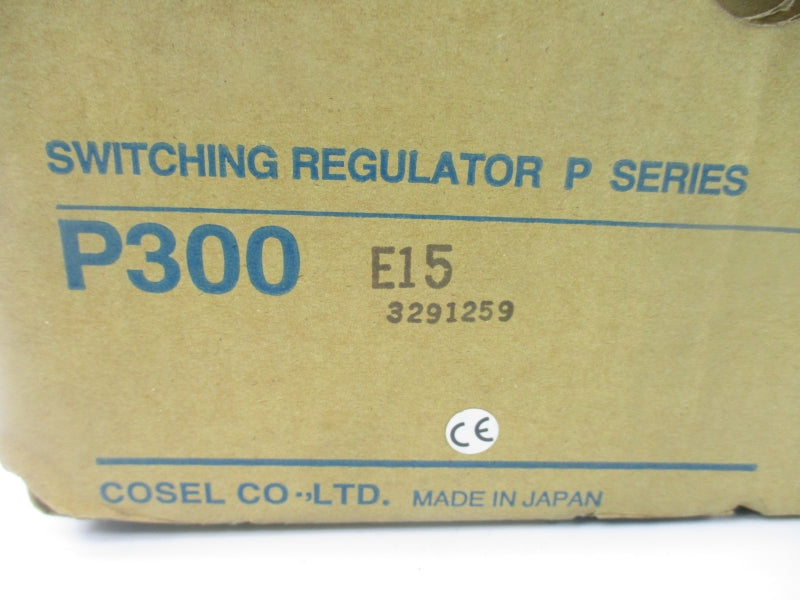 SWITCHING REGULATOR P SERIES
P300 E15
3291259
CE
COSEL CO.,LTD. MADE IN JAPAN